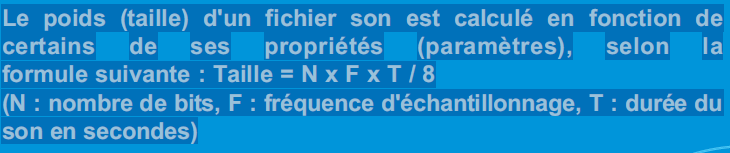 Le poids (taille) d'un fichier son est calculé en fonction de
certains de ses propriétés (paramètres), selon la
formule suivante : Taille = N x F x T / 8
(N : nombre de bits, F : fréquence d'échantillonnage, T : durée du
son en secondes)